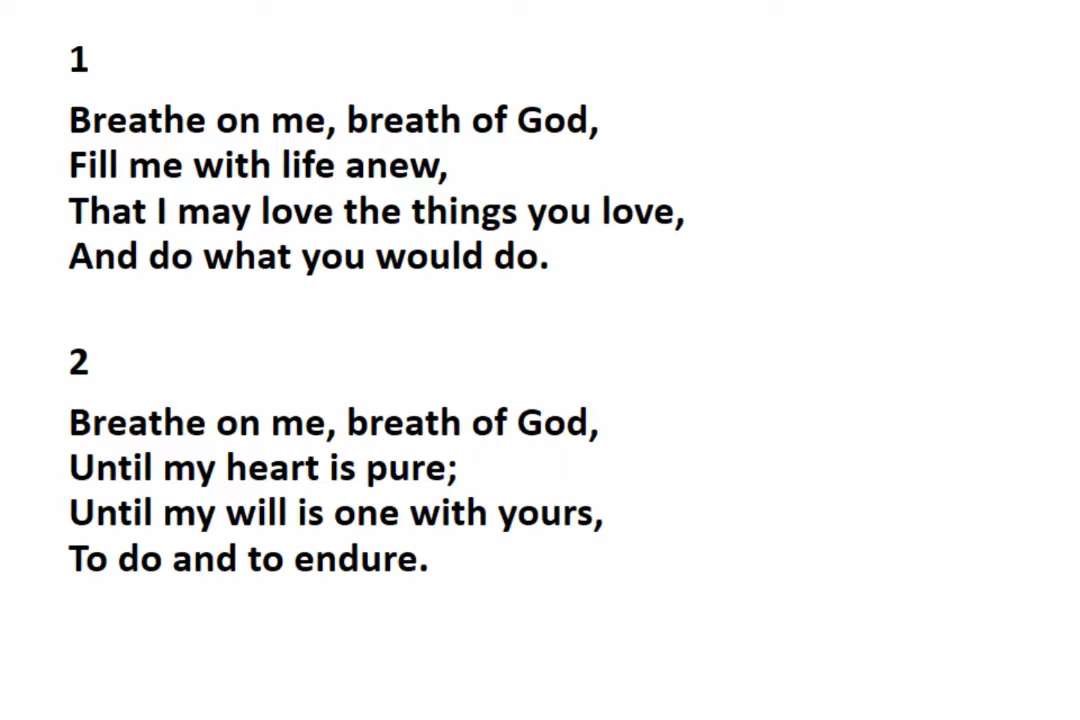 1
Breathe on me, breath of God,
Fill me with life anew,
That I may love the things you love,
And do what you would do.
2
Breathe on me, breath of God,
Until my heart is pure;
Until my will is one with yours,
To do and to endure.